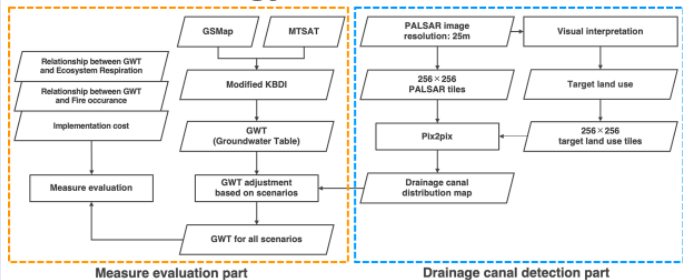 GSMap
MTSAT
PALSAR image
resolution: 25m
Visual interpretation
Relationship between GWT
and Ecosystem Respiration
Modified KBDI
256×256
PALSAR tiles
Target land use
Relationship between GWT
and Fire occurance
Implementation cost
GWT
(Groundwater Table)
Pix2pix
256×256
target land use tiles
Measure evaluation
GWT adjustment
based on scenarios
Drainage canal
distribution map
GWT for all scenarios
Measure evaluation part
Drainage canal detection part